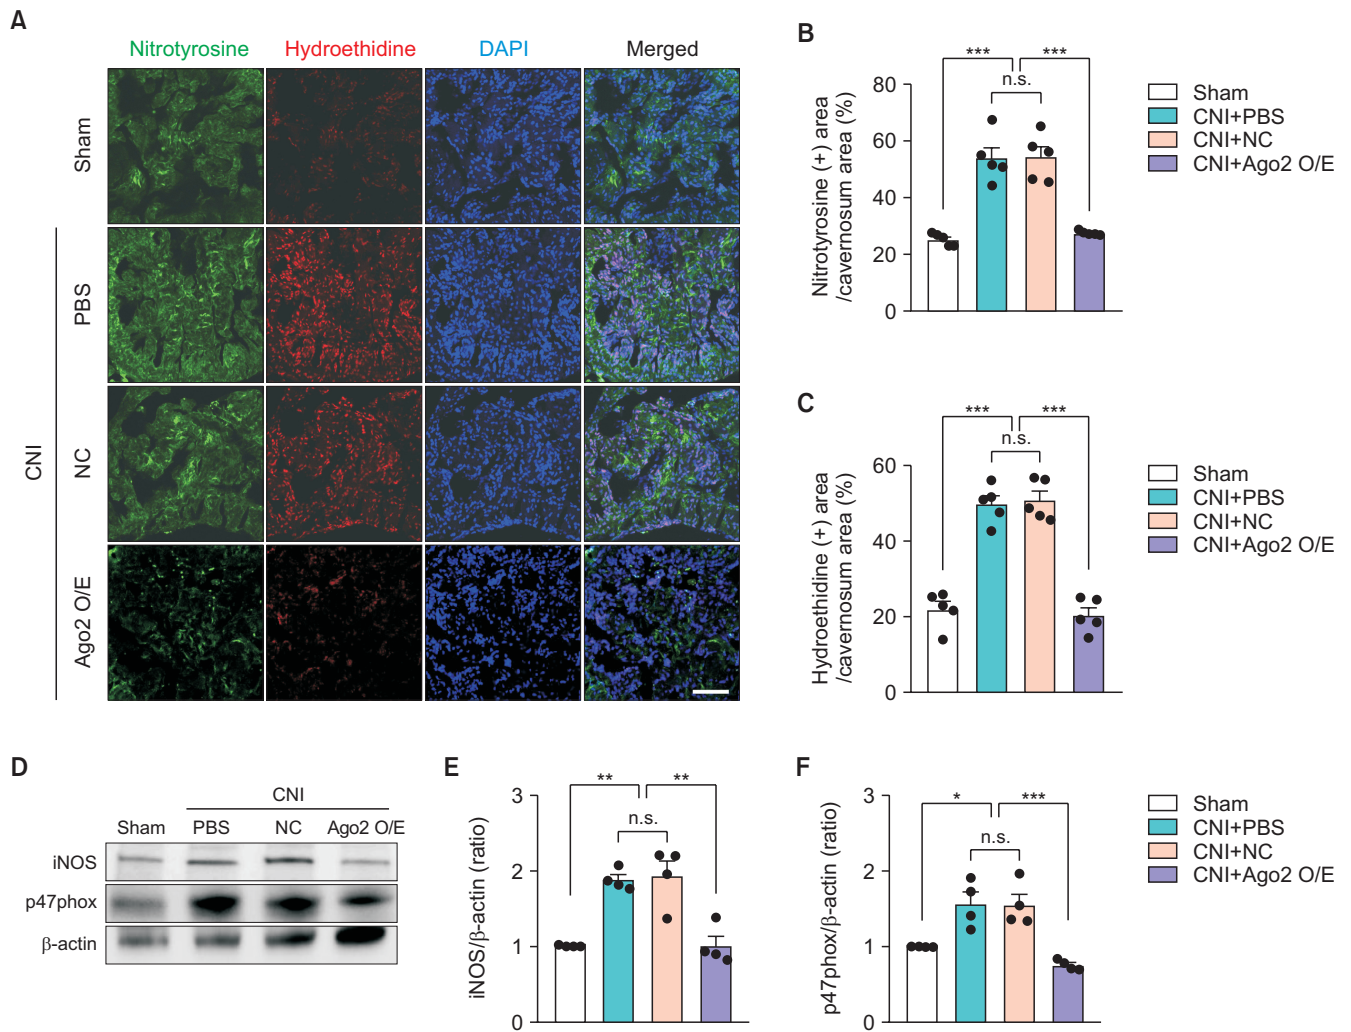 A
Nitrotyrosine Hydroethidine DAPI Merged
Sham
CNI
PBS
NC
Ago2 O/E
B
Nitrotyrosine (+) area
/cavernosum area (%)
80
60
40
20
0
*** ***
n.s.
Sham
CNI+PBS
CNI+NC
CNI+Ago2 O/E
C
Hydroethidine (+) area
/cavernosum area (%)
60
40
20
0
*** ***
n.s.
Sham
CNI+PBS
CNI+NC
CNI+Ago2 O/E
D
CNI
Sham PBS NC Ago2 O/E
iNOS
p47phox
β-actin
E
iNOS/β-actin (ratio)
3
2
1
0
** **
n.s.
F
p47phox/β-actin (ratio)
3
2
1
0
* ***
n.s.
Sham
CNI+PBS
CNI+NC
CNI+Ago2 O/E